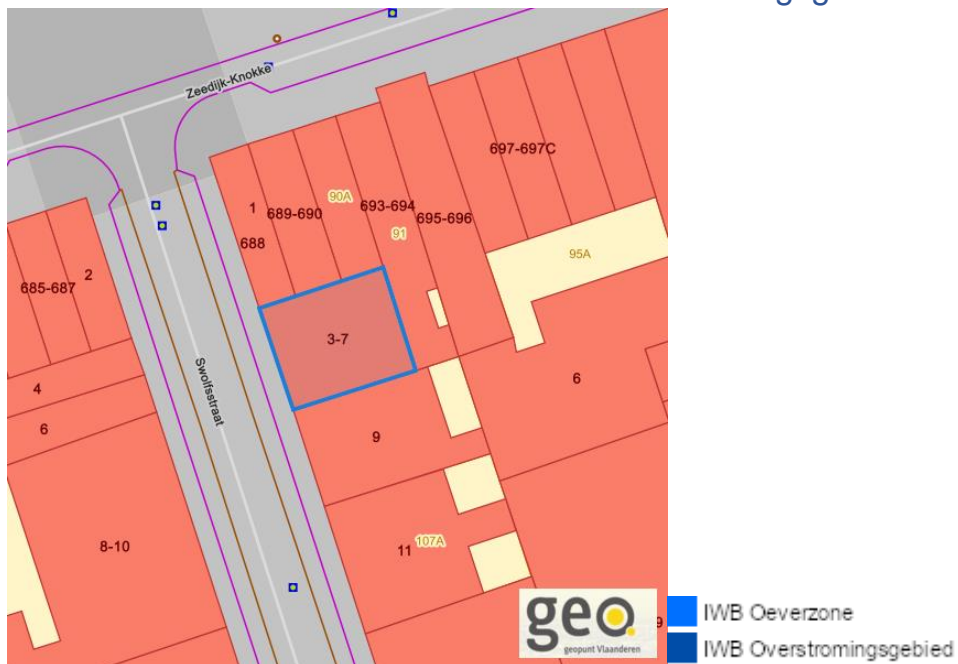 Zeedijk-Knokke
697-697C
1
689-690
90A
693-694
695-696
688
91
95A
685-687
2
3-7
4
Swolfsstraat
6
6
9
8-10
11
107A
geo.
geopunt Vlaanderen
9
IWB Oeverzone
IWB Overstromingsgebied